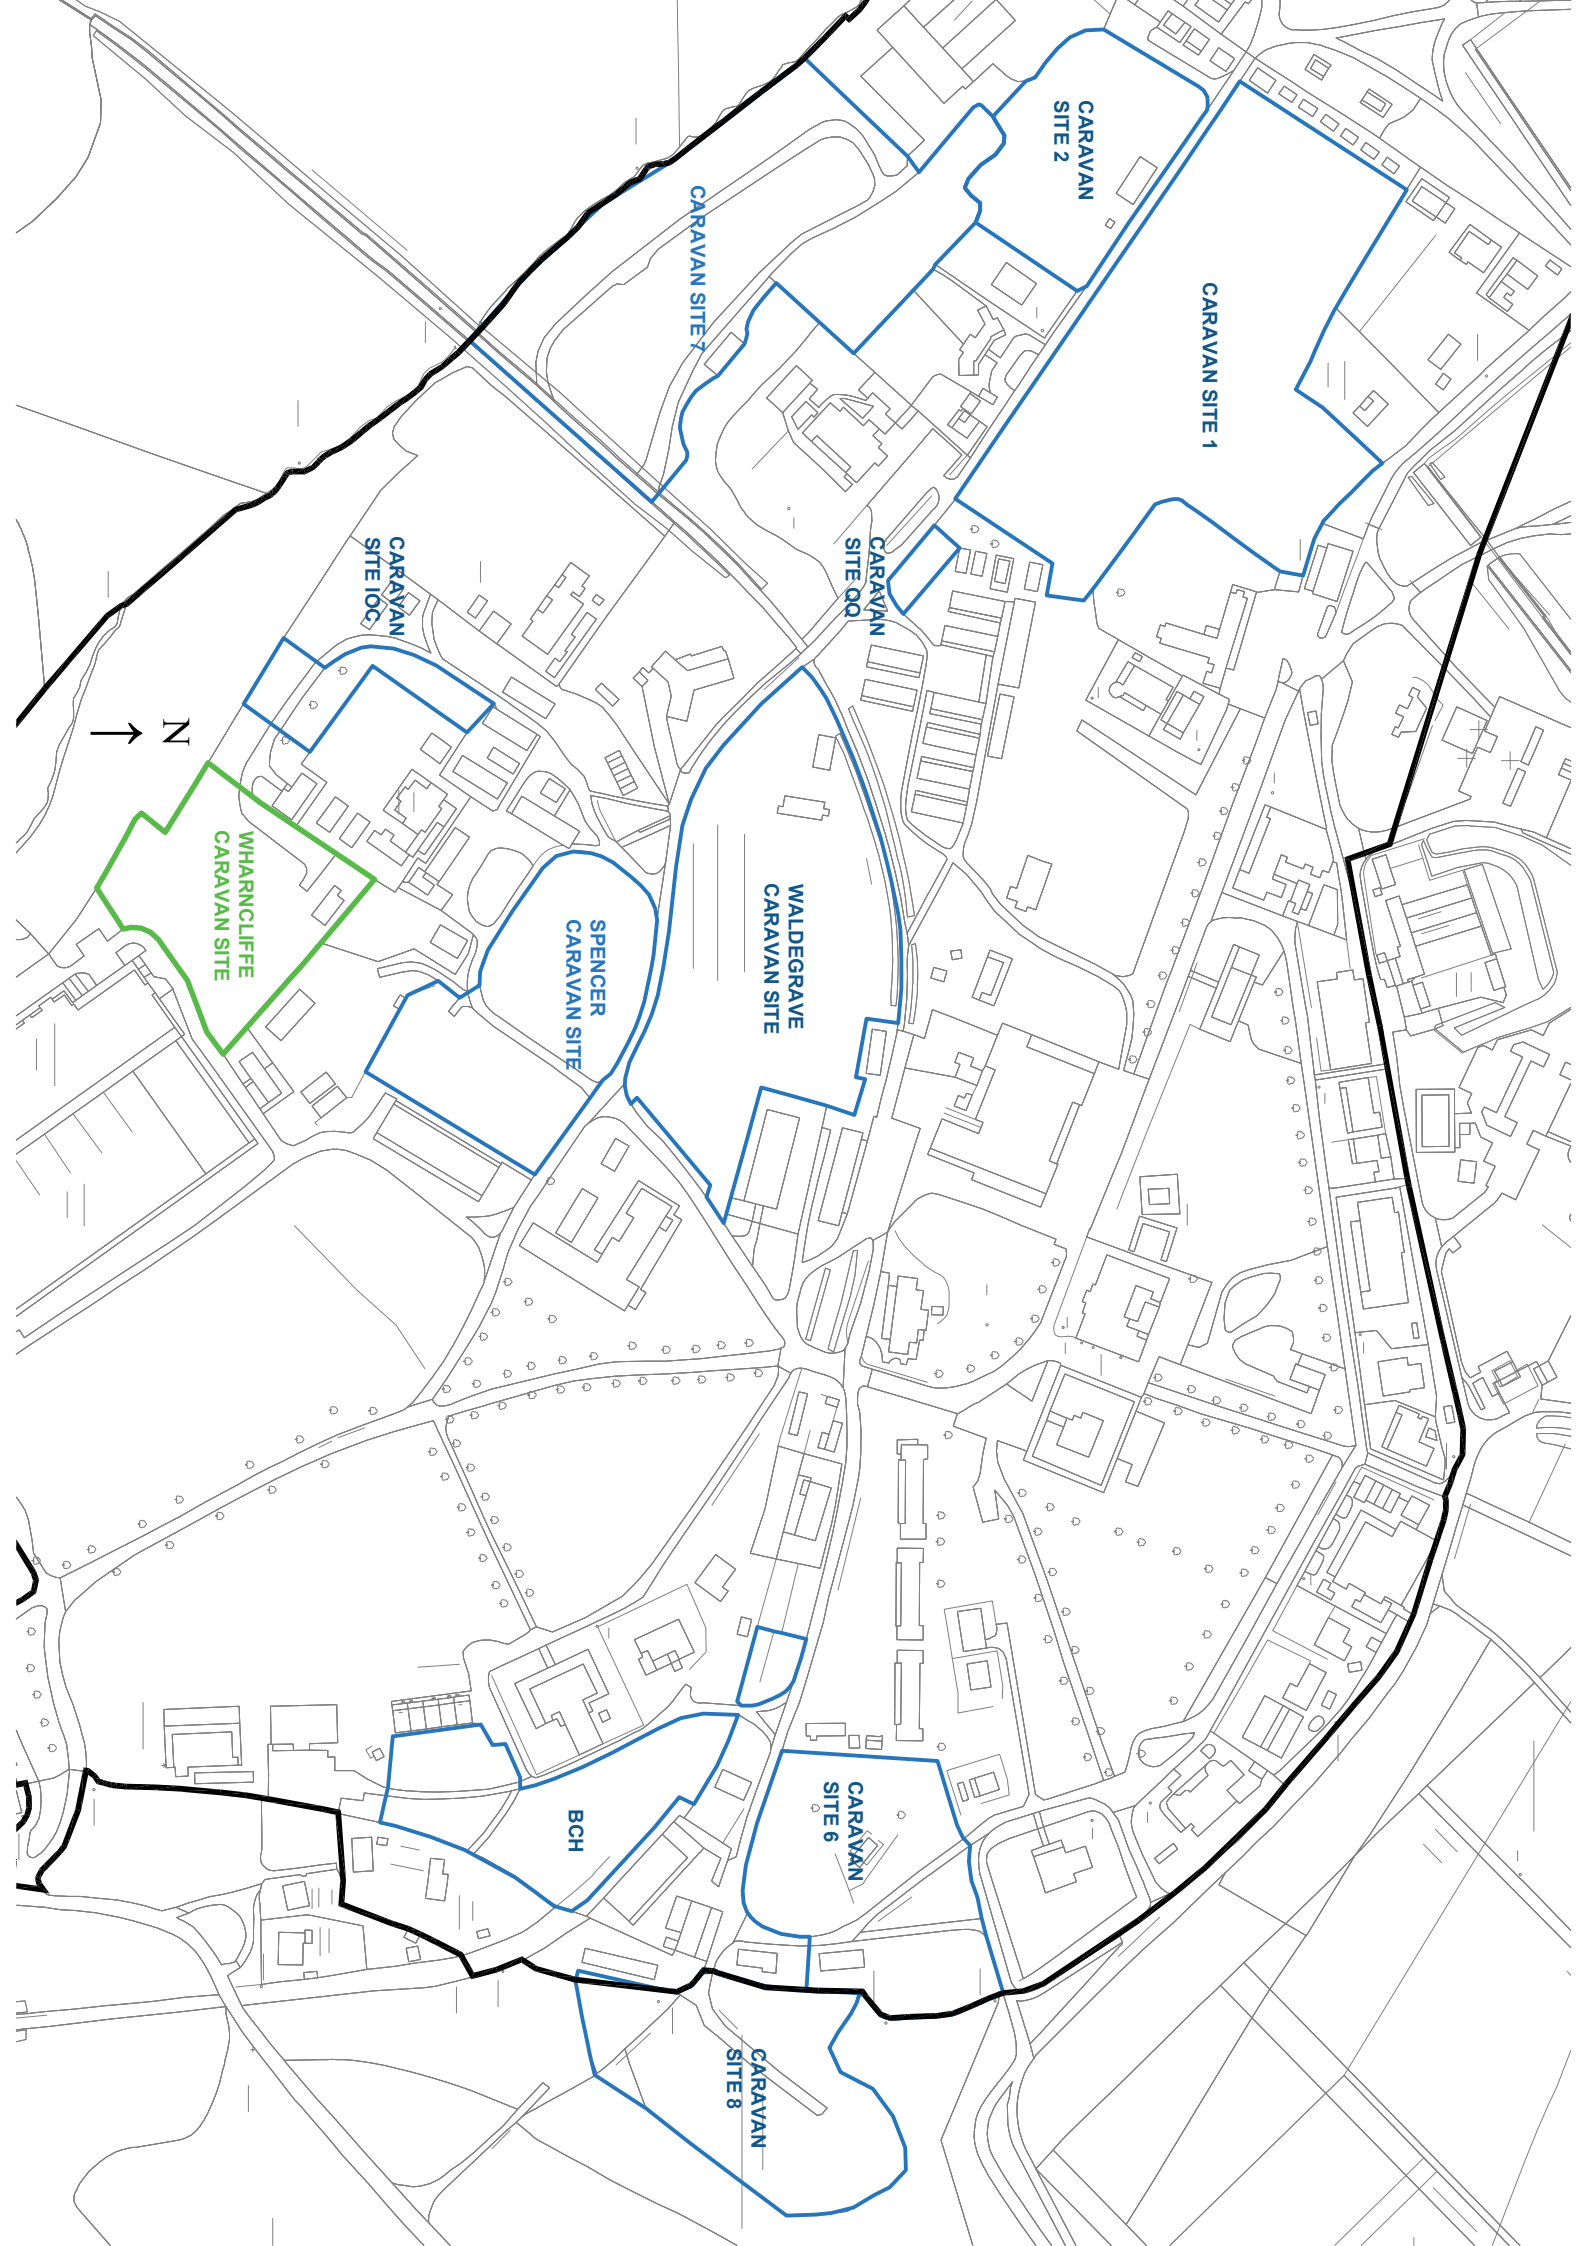 CARAVAN
SITE 2
CARAVAN SITE 1
CARAVAN SITE 7
CARAVAN
SITE QQ
CARAVAN
SITE IOC
N
WHARNCLIFFE
CARAVAN SITE
SPENCER
CARAVAN SITE
WALDEGRAVE
CARAVAN SITE
CARAVAN
SITE 6
BCH
CARAVAN
SITE 8